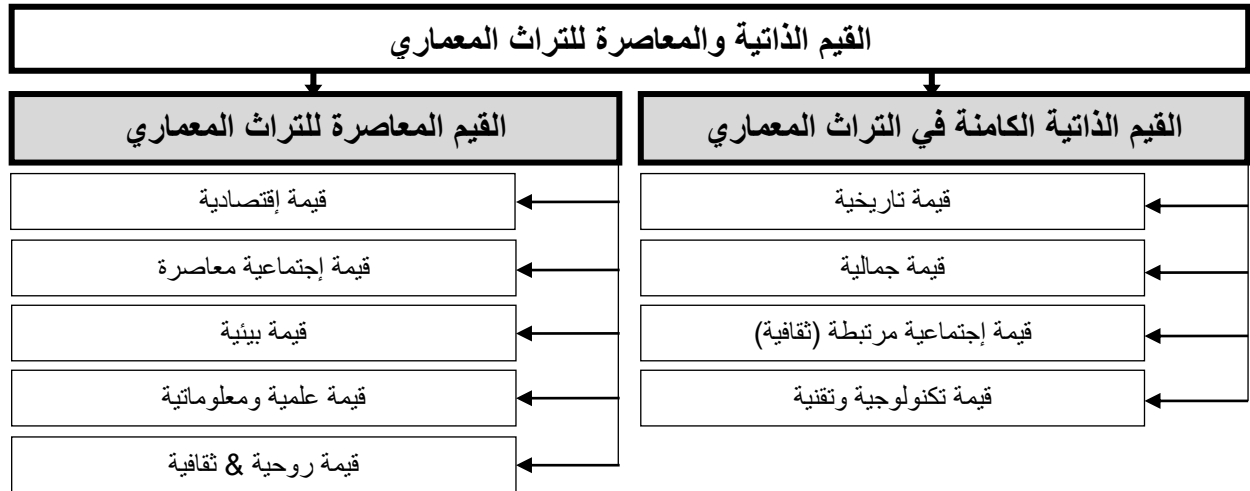 القيم الذاتية والمعاصرة للتراث المعماري
القيم الذاتية الكامنة في التراث المعماري
قيمة تاريخية
قيمة جمالية
قيمة إجتماعية مرتبطة (ثقافية)
قيمة تكنولوجية وتقنية
القيم المعاصرة للتراث المعماري
قيمة إقتصادية
قيمة إجتماعية معاصرة
قيمة بيئية
قيمة علمية ومعلوماتية
قيمة روحية & ثقافية